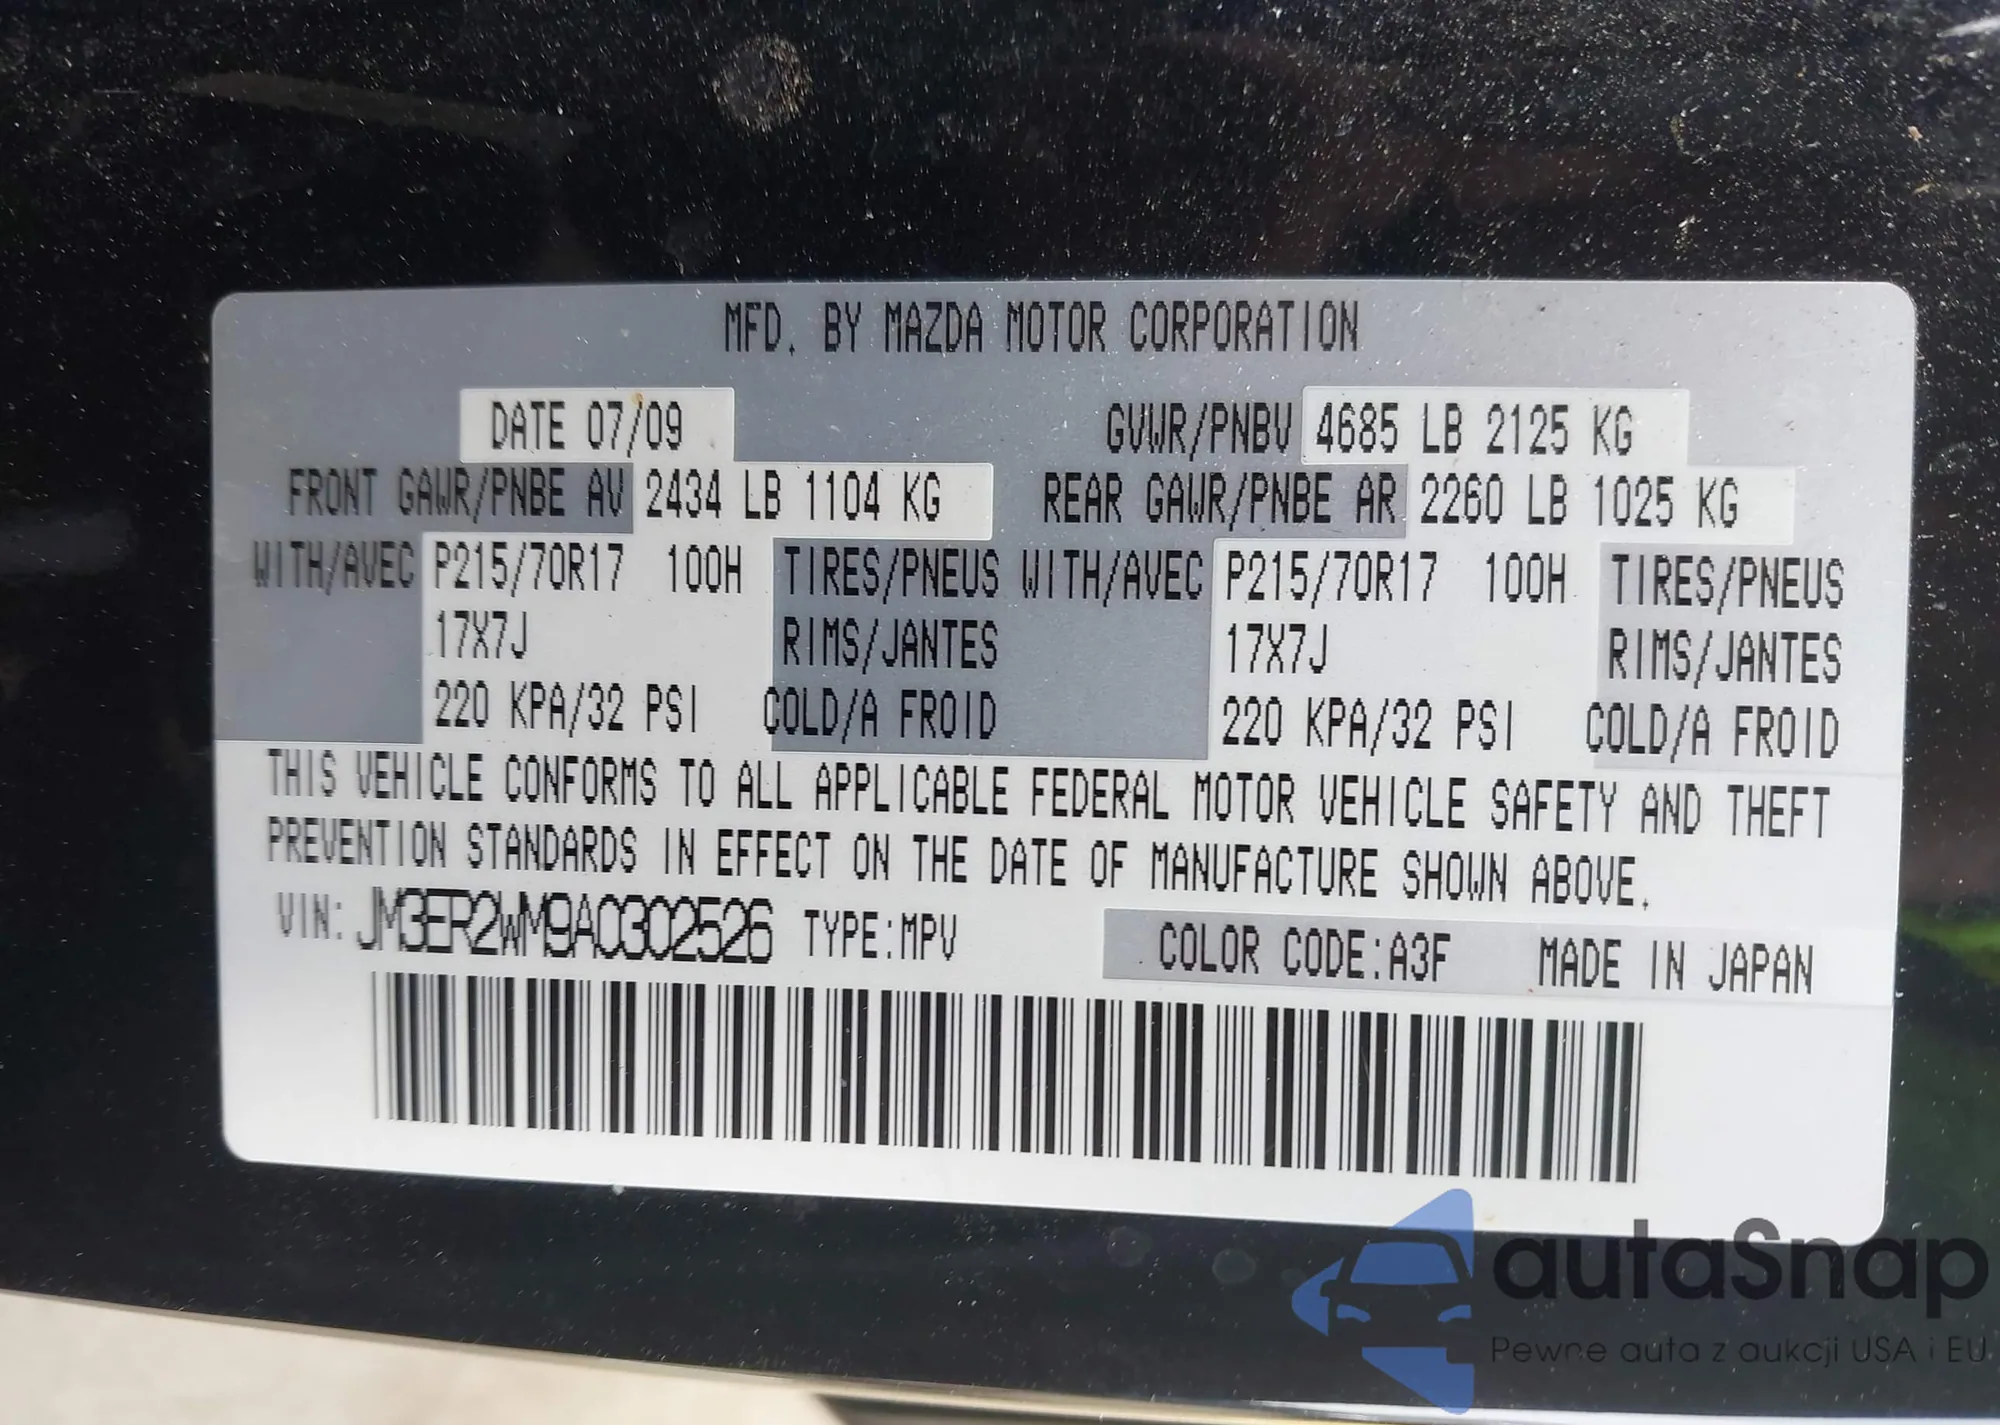 MFD. BY MAZDA MOTOR CORPORATION
DATE 07/09 GVWR/PNBV 4685 LB 2125 KG
FRONT GAWR/PNBE AV 2434 LB 1104 KG REAR GAWR/PNBE AR 2260 LB 1025 KG
WITH/AVEC P215/70R17 100H TIRES/PNEUS WITH/AVEC P215/70R17 100H TIRES/PNEUS
17X7J RIMS/JANTES 17X7J RIMS/JANTES
220 KPA/32 PSI COLD/A FROID 220 KPA/32 PSI COLD/A FROID
THIS VEHICLE CONFORMS TO ALL APPLICABLE FEDERAL MOTOR VEHICLE SAFETY AND THEFT
PREVENTION STANDARDS IN EFFECT ON THE DATE OF MANUFACTURE SHOWN ABOVE.
VIN: JM3ER2WM9A0302526 TYPE:MPV COLOR CODE:A3F MADE IN JAPAN
autaSnap
Pewne auta z aukcji USA i EU